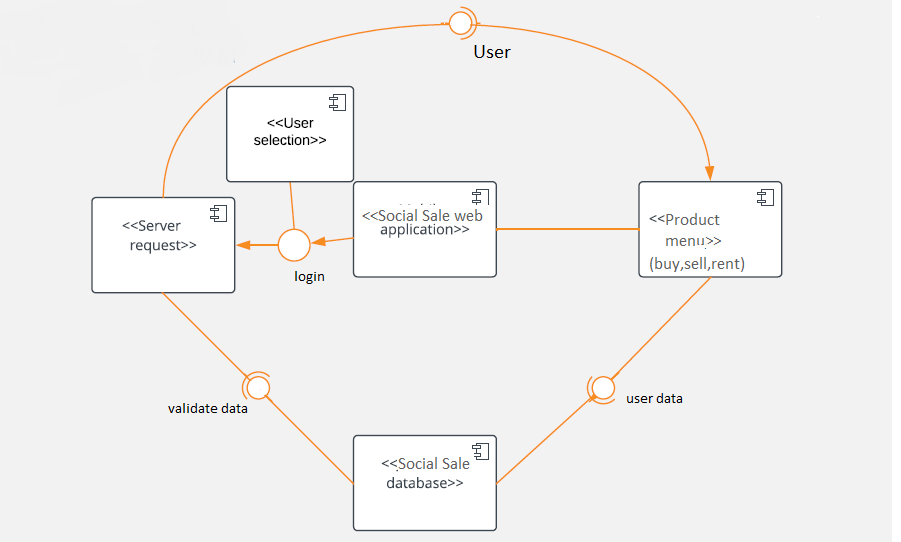 User
<<User
selection>>
<<Server
request>>
<<Social Sale web
application>>
<<Product
menu>>
(buy,sell,rent)
login
validate data
user data
<<Social Sale
database>>